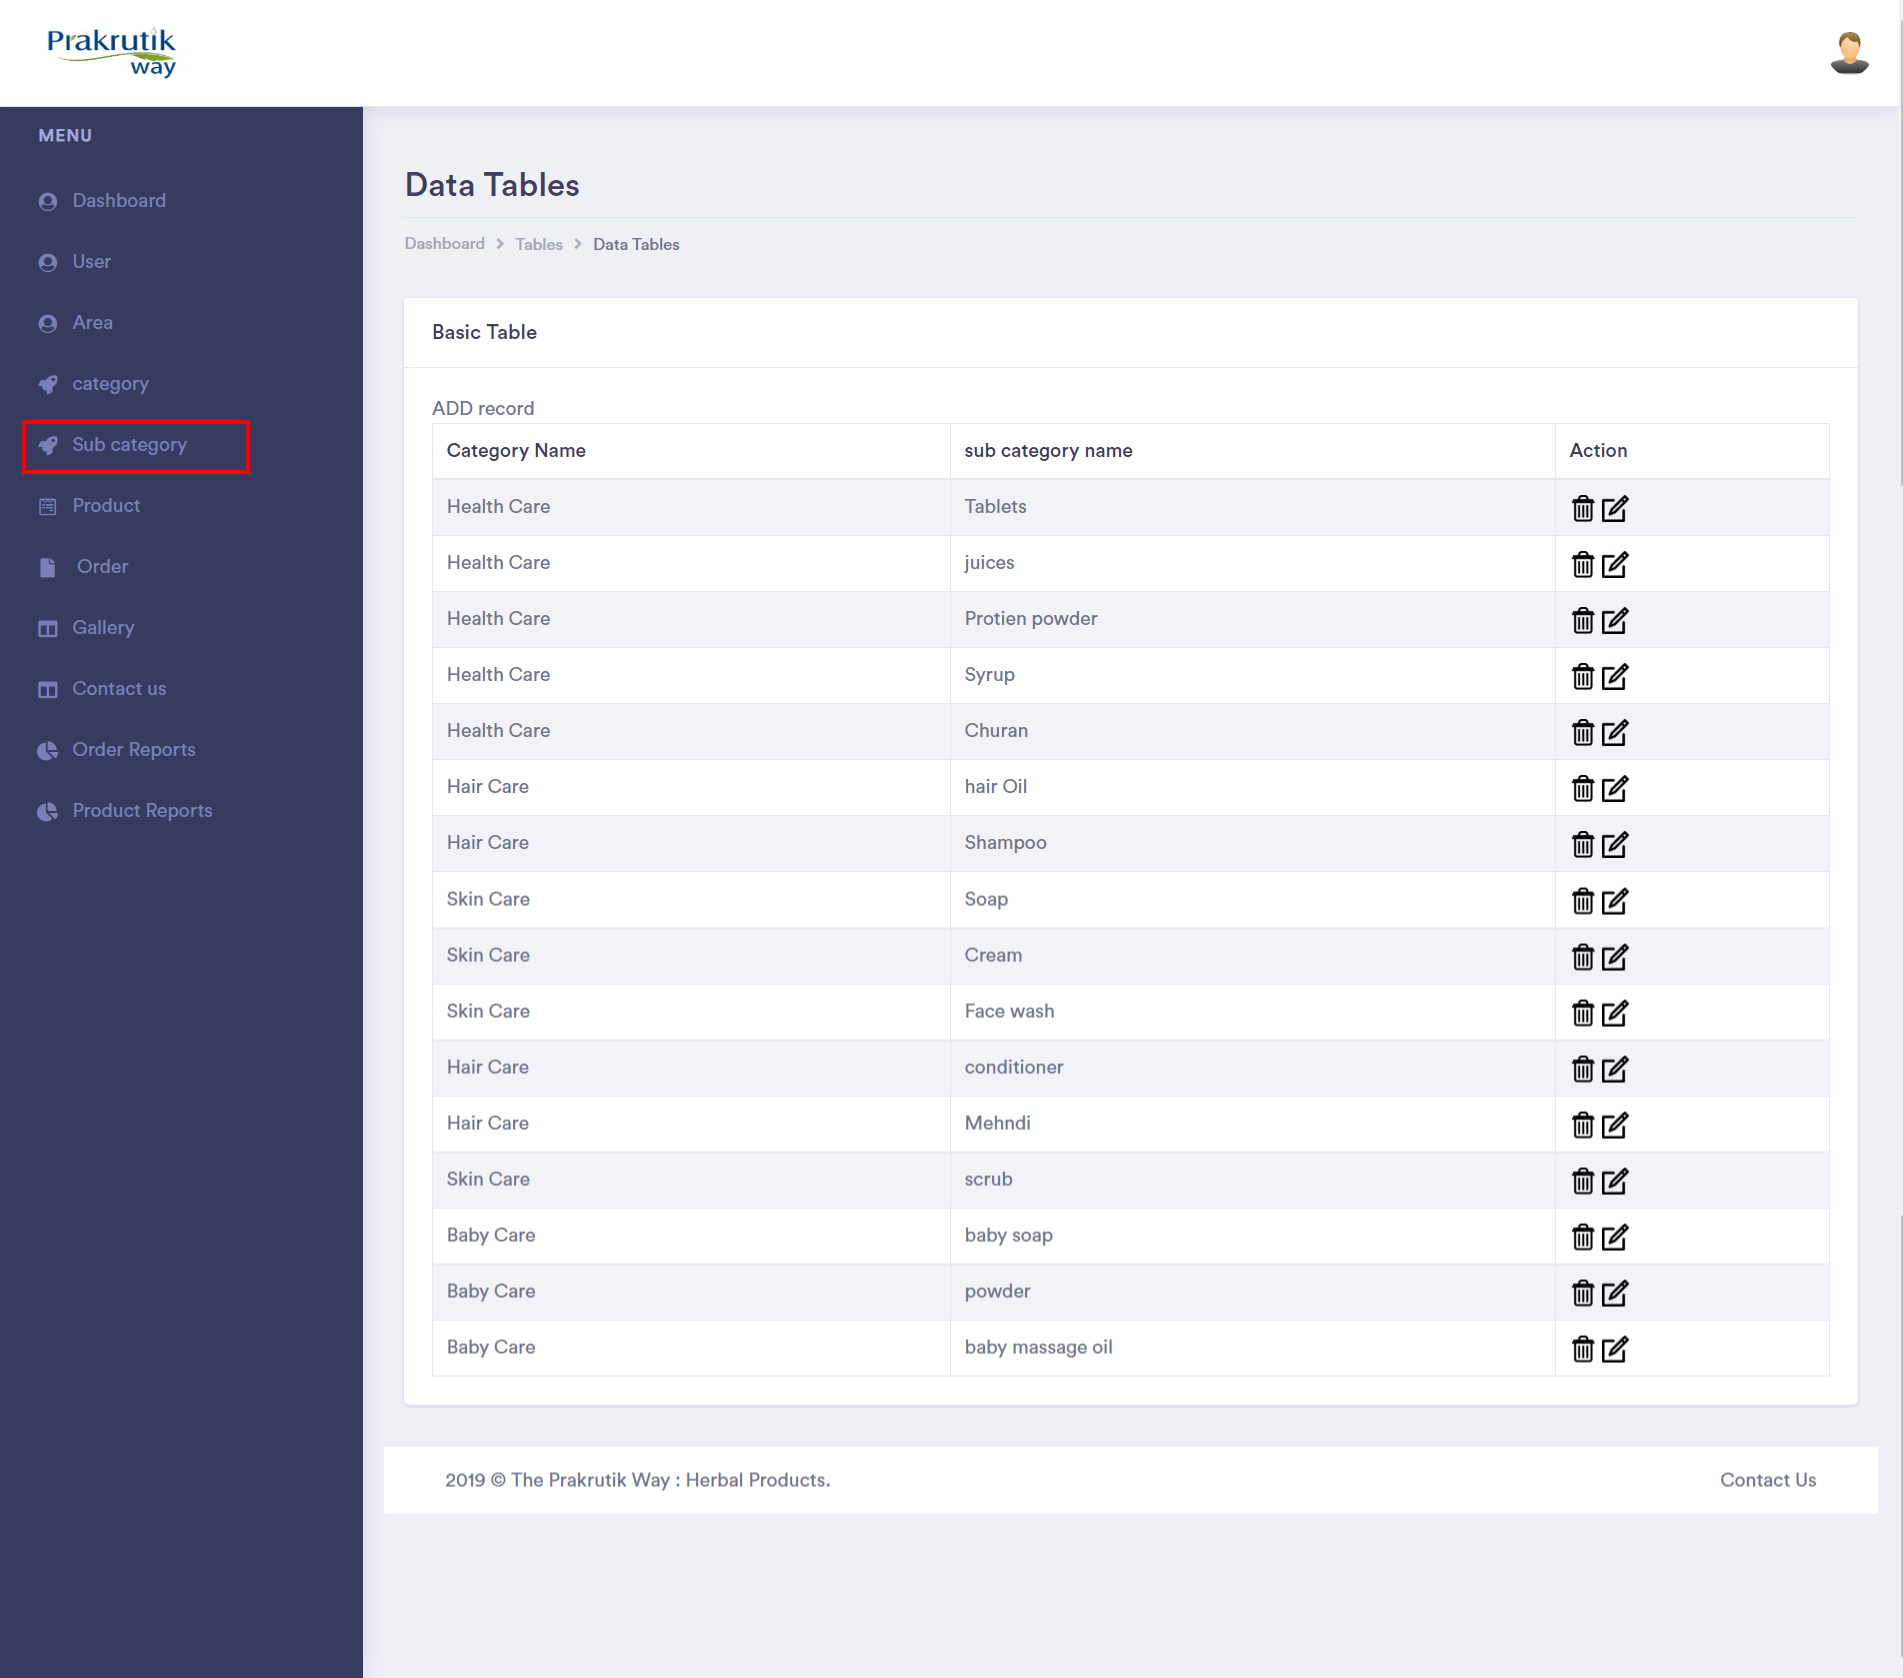 Prakrutik
way
MENU
Dashboard
User
Area
category
Sub category
Product
Order
Gallery
Contact us
Order Reports
Product Reports
Data Tables
Dashboard > Tables > Data Tables
Basic Table
ADD record
Category Name sub category name Action
Health Care Tablets
Health Care juices
Health Care Protien powder
Health Care Syrup
Health Care Churan
Hair Care hair Oil
Hair Care Shampoo
Skin Care Soap
Skin Care Cream
Skin Care Face wash
Hair Care conditioner
Hair Care Mehndi
Skin Care scrub
Baby Care baby soap
Baby Care powder
Baby Care baby massage oil
2019 © The Prakrutik Way : Herbal Products. Contact Us